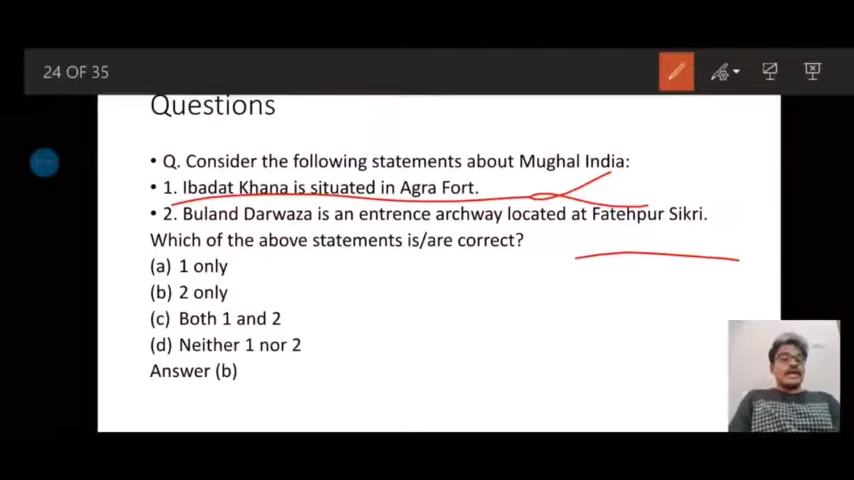 24 OF 35
Questions
• Q. Consider the following statements about Mughal India:
• 1. Ibadat Khana is situated in Agra Fort.
• 2. Buland Darwaza is an entrence archway located at Fatehpur Sikri.
Which of the above statements is/are correct?
(a) 1 only
(b) 2 only
(c) Both 1 and 2
(d) Neither 1 nor 2
Answer (b)